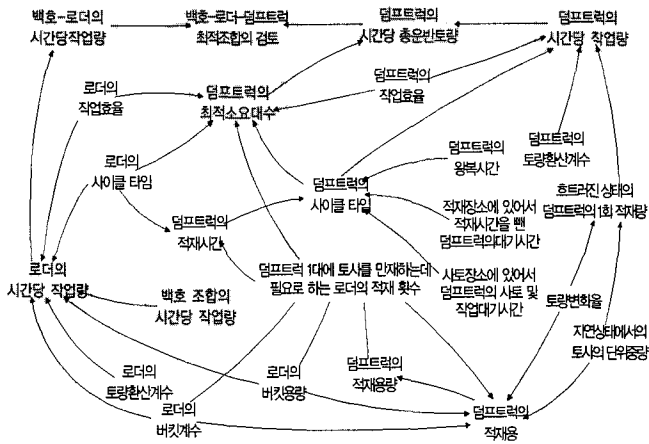 백호-로더의
시간당작업량
백호-로더-덤프트럭
최적조합의 검토
덤프트럭의
시간당 총운반토량
덤프트럭의
시간당 작업량
로더의
작업효율
덤프트럭의
최적소요대수
덤프트럭의
작업효율
로더의
사이클 타임
덤프트럭의
적재시간
덤프트럭의
사이클 타임
덤프트럭의
왕복시간
덤프트럭의
토량환산계수
적재장소에 있어서
적재시간을 뺀
덤프트럭의대기시간
흐트러진 상태의
덤프트럭의 1회 적재량
로더의
시간당 작업량
백호 조합의
시간당 작업량
덤프트럭 1대에 토사를 만재하는데
필요로 하는 로더의 적재 횟수
사토장소에 있어서
덤프트럭의 사토 및
작업대기시간
토량변화율
자연상태에서의
토사의 단위중량
로더의
토량환산계수
로더의
버킷계수
로더의
버킷용량
덤프트럭의
적재용량
덤프트럭의
적재용